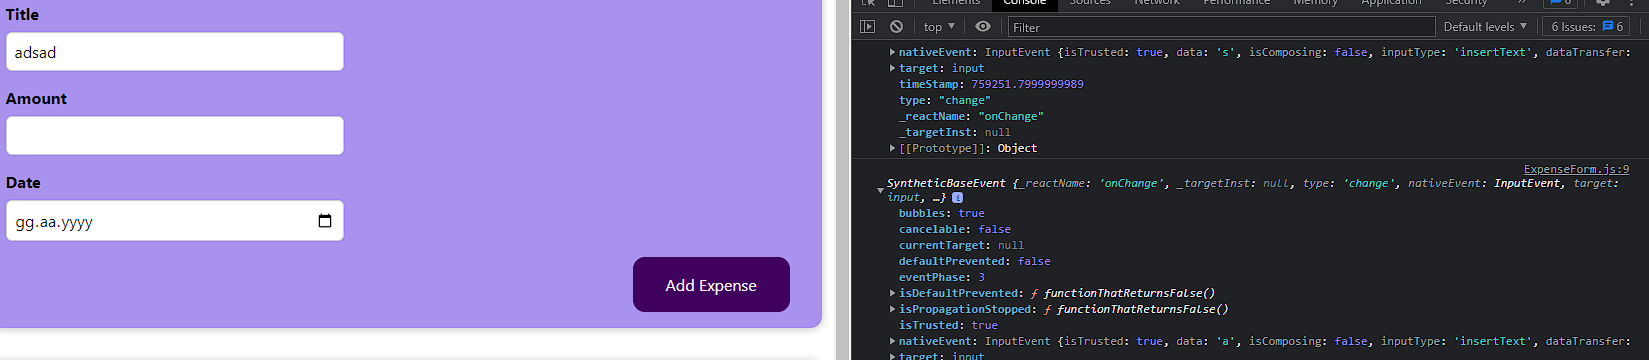 Title
adsad
Amount
Date
gg.aa.yyyy
Add Expense
Elements Console Sources Network Performance Memory Application Security » 6
top Filter Default levels 6 Issues: 6
nativeEvent: InputEvent {isTrusted: true, data: 's', isComposing: false, inputType: 'insertText', dataTransfer:
target: input
timeStamp: 759251.7999999989
type: "change"
_reactName: "onChange"
_targetInst: null
[[Prototype]]: Object
ExpenseForm.js:9
SyntheticBaseEvent {_reactName: 'onChange', _targetInst: null, type: 'change', nativeEvent: InputEvent, target:
input, …} i
bubbles: true
cancelable: false
currentTarget: null
defaultPrevented: false
eventPhase: 3
isDefaultPrevented: ƒ functionThatReturnsFalse()
isPropagationStopped: ƒ functionThatReturnsFalse()
isTrusted: true
nativeEvent: InputEvent {isTrusted: true, data: 'a', isComposing: false, inputType: 'insertText', dataTransfer:
target: input